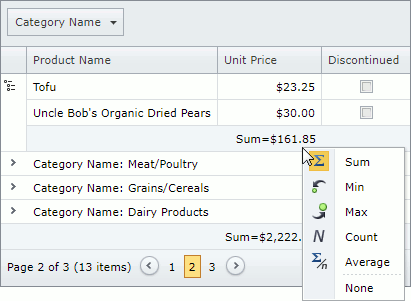 Category Name
Product Name Unit Price Discontinued
Tofu $23.25
Uncle Bob's Organic Dried Pears $30.00
Sum=$161.85
Σ Sum
Category Name: Meat/Poultry
Min
Category Name: Grains/Cereals
Max
Category Name: Dairy Products
N Count
Sum=$2,222.
Σ/n Average
Page 2 of 3 (13 items) 1 2 3
None